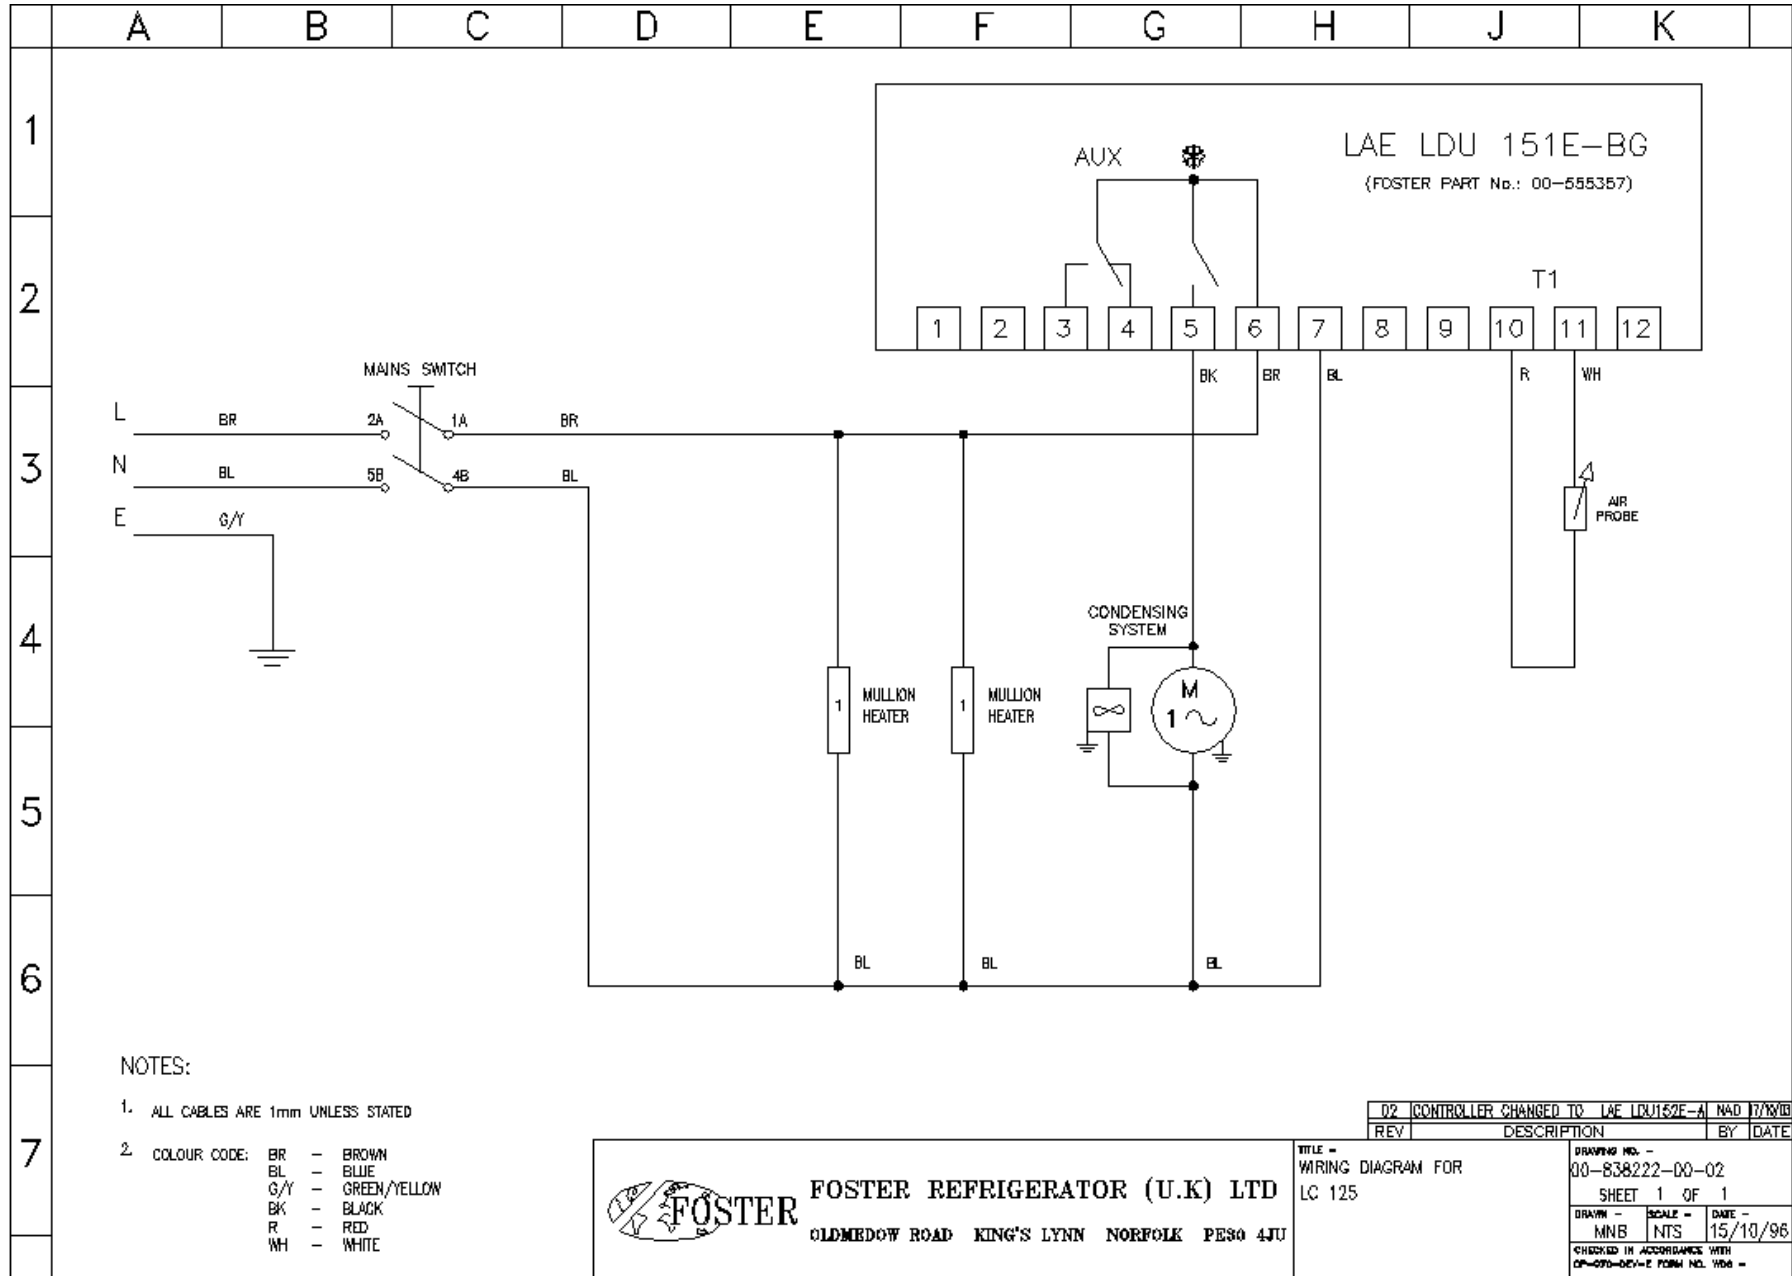 A B C D E F G H J K
1
AUX
LAE LDU 151E-BG
(FOSTER PART No.: 00-555357)
2
T1
1 2 3 4 5 6 7 8 9 10 11 12
MAINS SWITCH
BK BR BL R WH
L BR 2A 1A BR
3
N BL 5B 4B BL
E G/Y
AIR
PROBE
4
CONDENSING
SYSTEM
1 MULLION
HEATER
1 MULLION
HEATER
M
1
5
BL BL BL
6
NOTES:
1. ALL CABLES ARE 1mm UNLESS STATED
2. COLOUR CODE: BR - BROWN
BL - BLUE
G/Y - GREEN/YELLOW
BK - BLACK
R - RED
WH - WHITE
7
FOSTER
FOSTER REFRIGERATOR (U.K) LTD
OLDMEDOW ROAD KING'S LYNN NORFOLK PE30 4JU
02 CONTROLLER CHANGED TO LAE LDU152E-A NAD
REV DESCRIPTION BY DATE
TITLE -
WIRING DIAGRAM FOR
LC 125
DRAWING NO. -
00-838222-00-02
SHEET 1 OF 1
DRAWN - SCALE - DATE -
MNB NTS 15/10/96
CHECKED IN ACCORDANCE WITH
FORM NO.